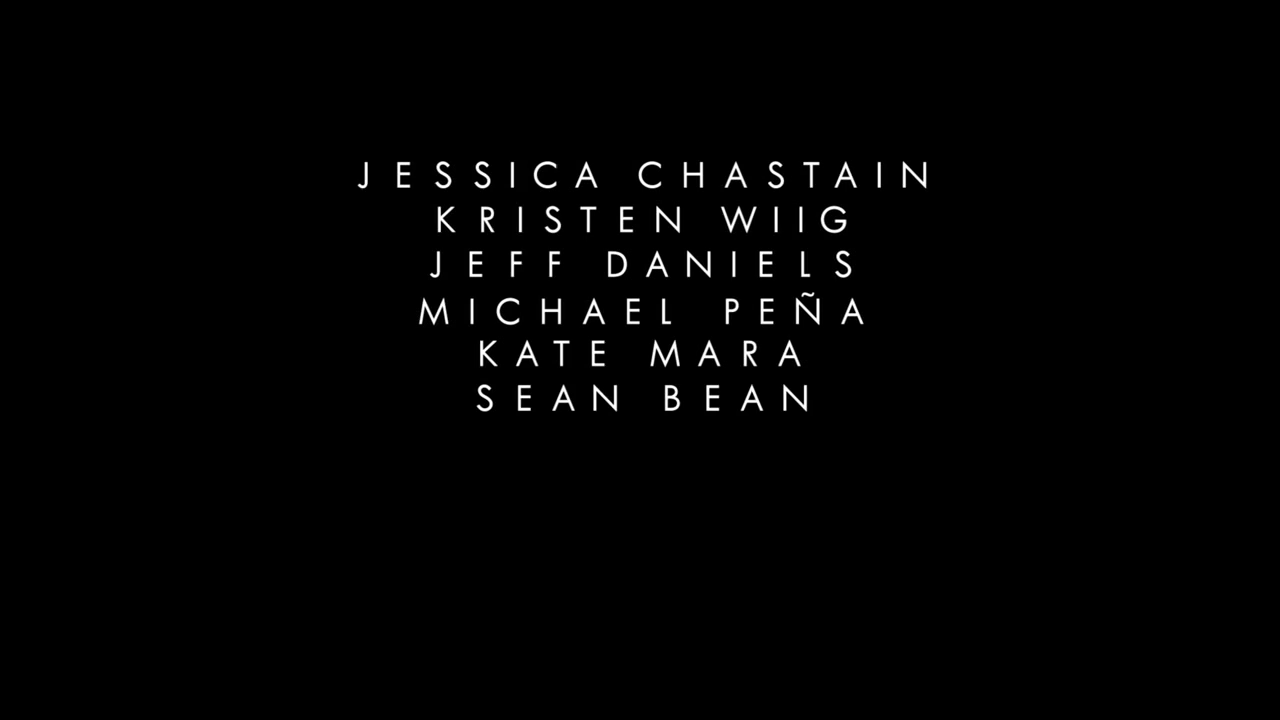 JESSICA CHASTAIN
KRISTEN WIIG
JEFF DANIELS
MICHAEL PEÑA
KATE MARA
SEAN BEAN